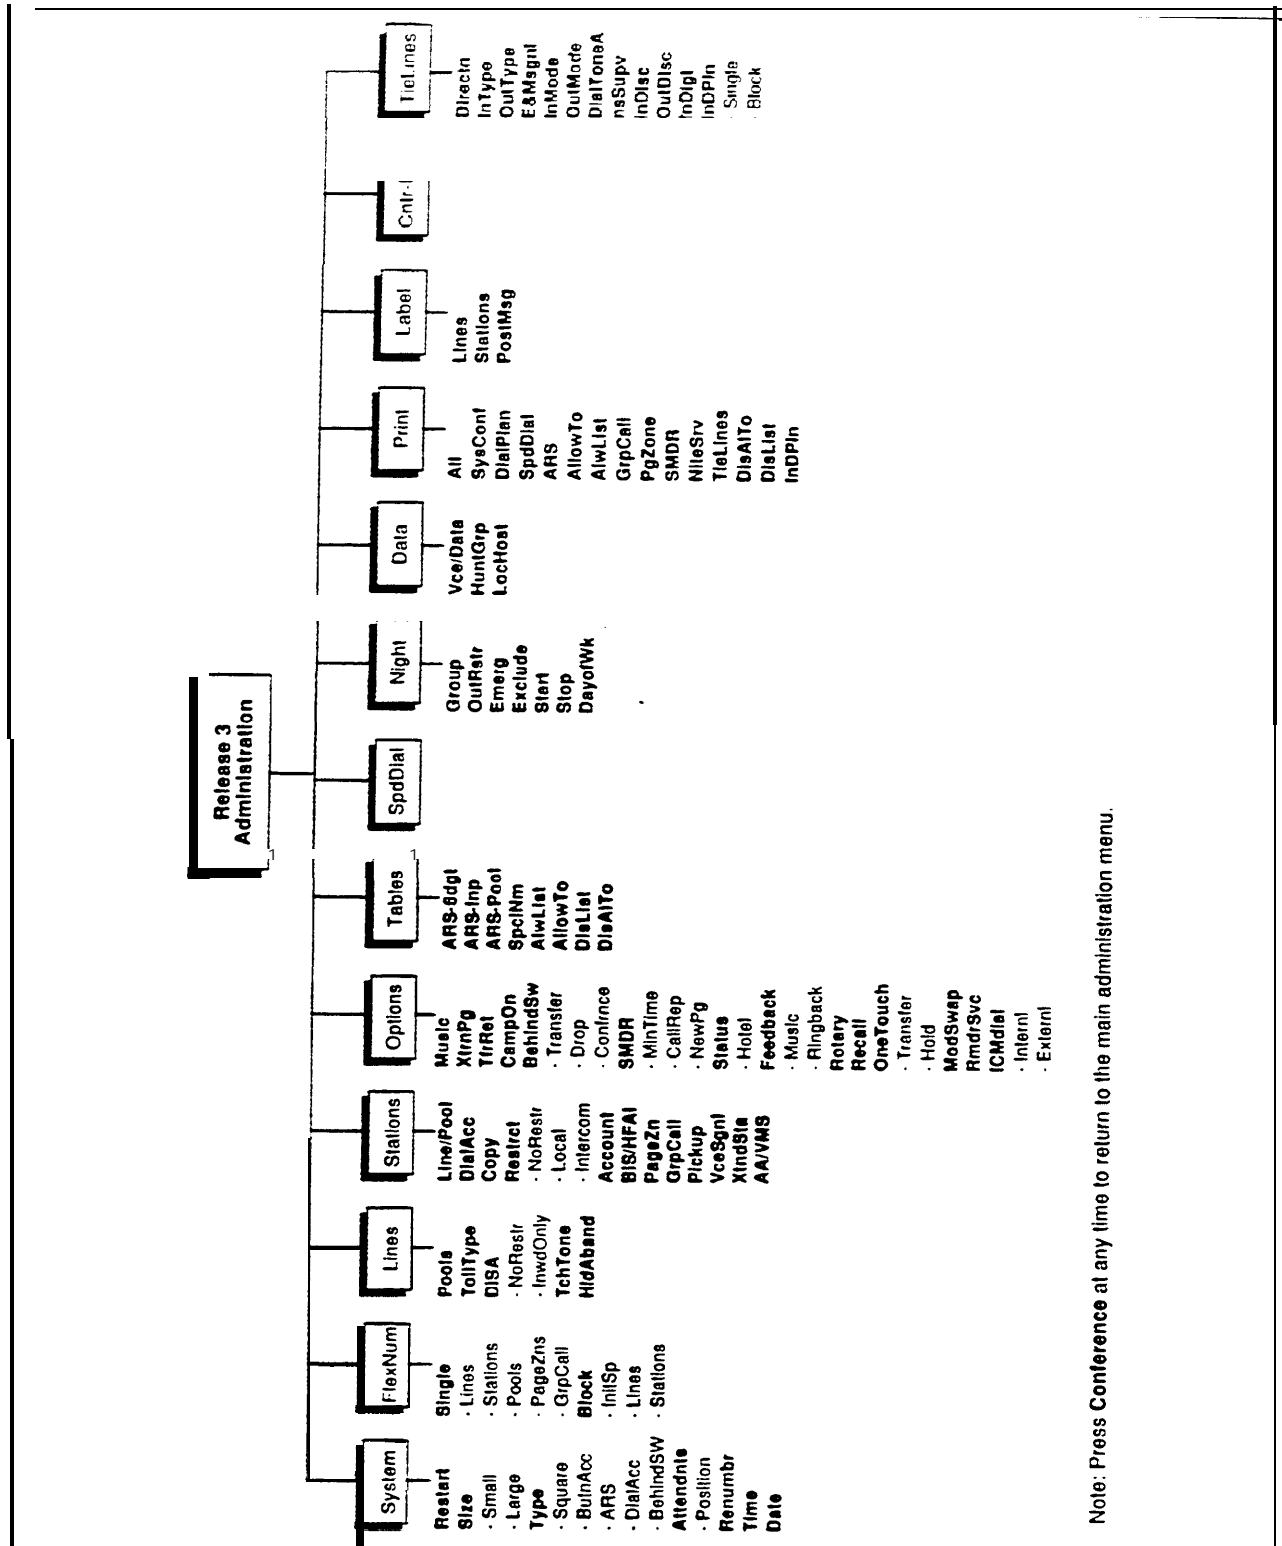 Release 3
Administration
System
Restart
Size
· Small
· Large
Type
· Square
· ButnAcc
· ARS
· DialAcc
· BehindSW
Attendnts
· Position
Renumbr
Time
Date
FlexNum
Single
· Lines
· Stations
· Pools
· PageZns
· GrpCall
Block
· InitSp
· Lines
· Stations
Lines
Pools
TollType
DISA
· NoRestr
· InwdOnly
TchTone
HldAband
Stations
Line/Pool
DialAcc
Copy
Restrct
· NoRestr
· Local
· Intercom
Account
BIS/HFAI
PageZn
GrpCall
Pickup
VceSgnl
XtndSta
AA/VMS
Options
Music
XtrnPg
TfrRet
CampOn
BehindSw
· Transfer
· Drop
· Confrnce
SMDR
· MinTime
· CallRep
· NewPg
Status
· Hotel
Feedback
· Music
· Ringback
Rotary
Recall
OneTouch
· Transfer
· Hold
ModSwap
RmdrSvc
ICMdial
· Internl
· Externl
Tables
ARS-6dgt
ARS-Inp
ARS-Pool
SpclNm
AlwList
AllowTo
DisList
DisAlTo
SpdDial
Night
Group
OutRstr
Emerg
Exclude
Start
Stop
DayofWk
Data
Vce/Data
HuntGrp
LocHost
Print
All
SysConf
DialPlan
SpdDial
ARS
AllowTo
AlwList
GrpCall
PgZone
SMDR
NiteSrv
TieLines
DisAlTo
DisList
InDPln
Label
Lines
Stations
PostMsg
Cntr-
TieLines
Directn
InType
OutType
E&Msgnl
InMode
OutMode
DialToneA
nsSupv
InDisc
OutDisc
InDigi
InDPln
· Single
· Block
Note: Press Conference at any time to return to the main administration menu.